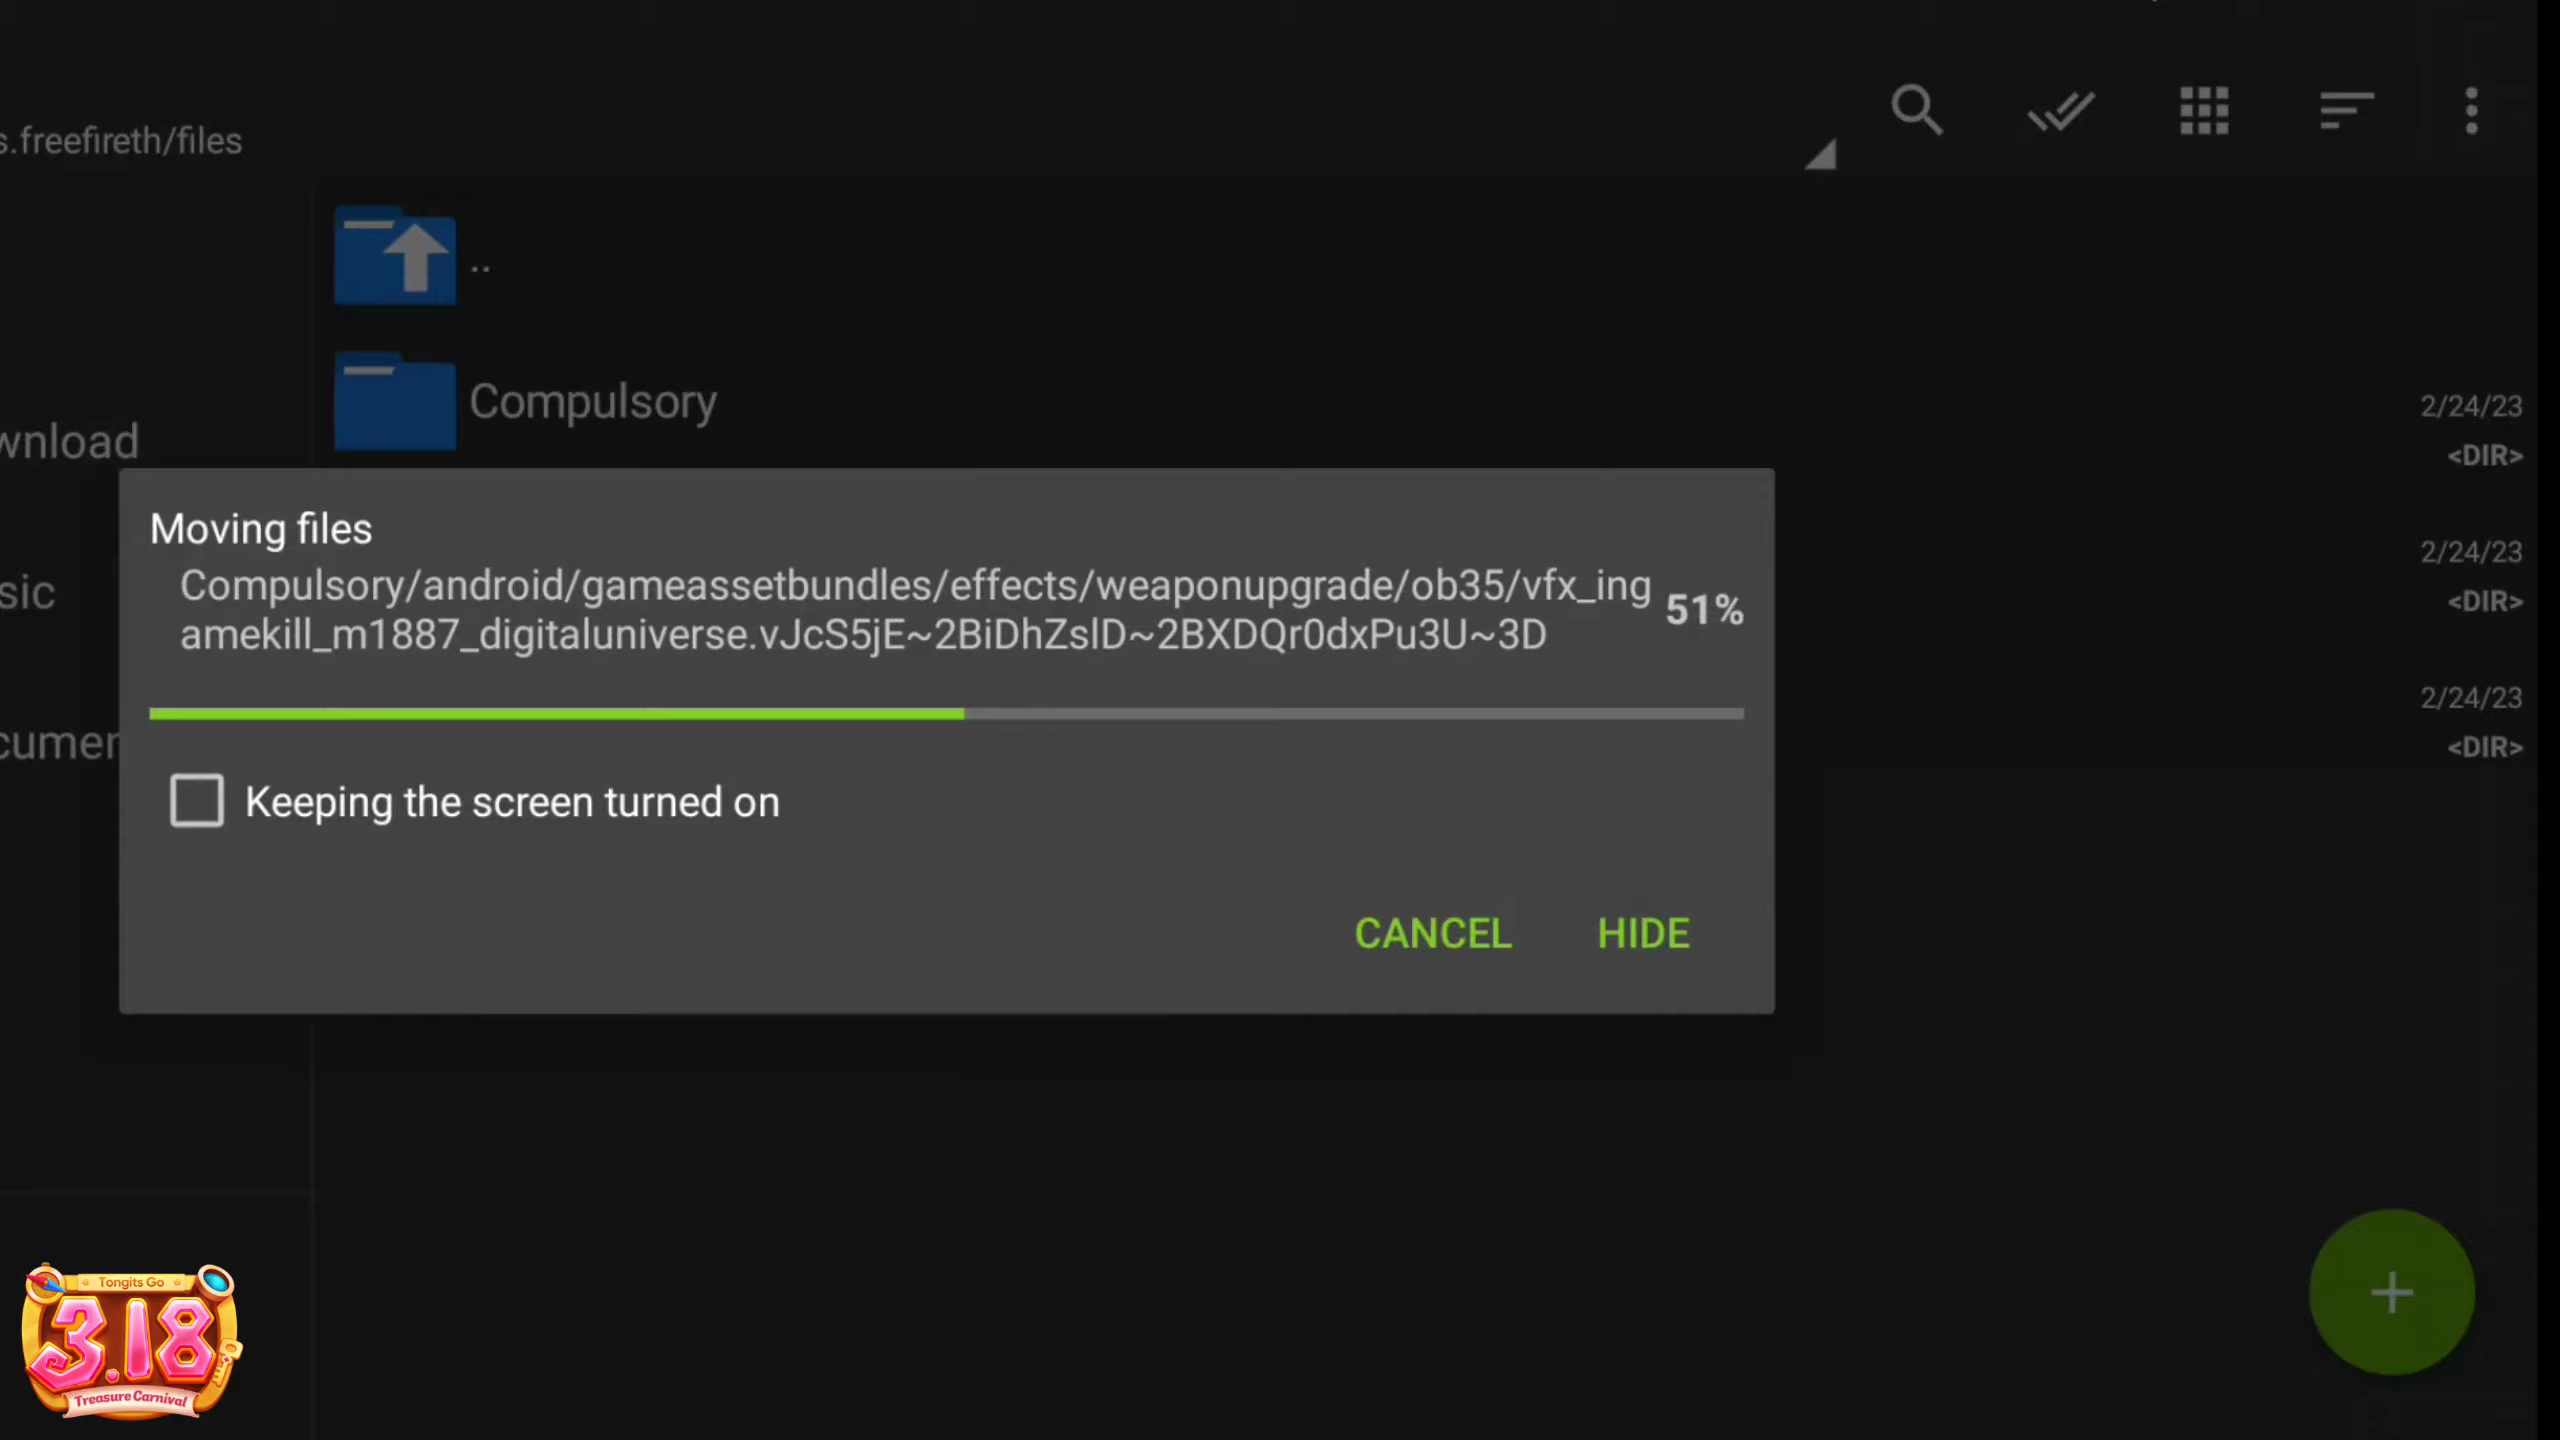 s.freefireth/files
..
Compulsory
2/24/23
<DIR>
wnload
Moving files
Compulsory/android/gameassetbundles/effects/weaponupgrade/ob35/vfx_ing
amekill_m1887_digitaluniverse.vJcS5jE~2BiDhZslD~2BXDQr0dxPu3U~3D
51%
2/24/23
<DIR>
sic
2/24/23
<DIR>
cumen
Keeping the screen turned on
CANCEL HIDE
Tongits Go
3.18
Treasure Carnival